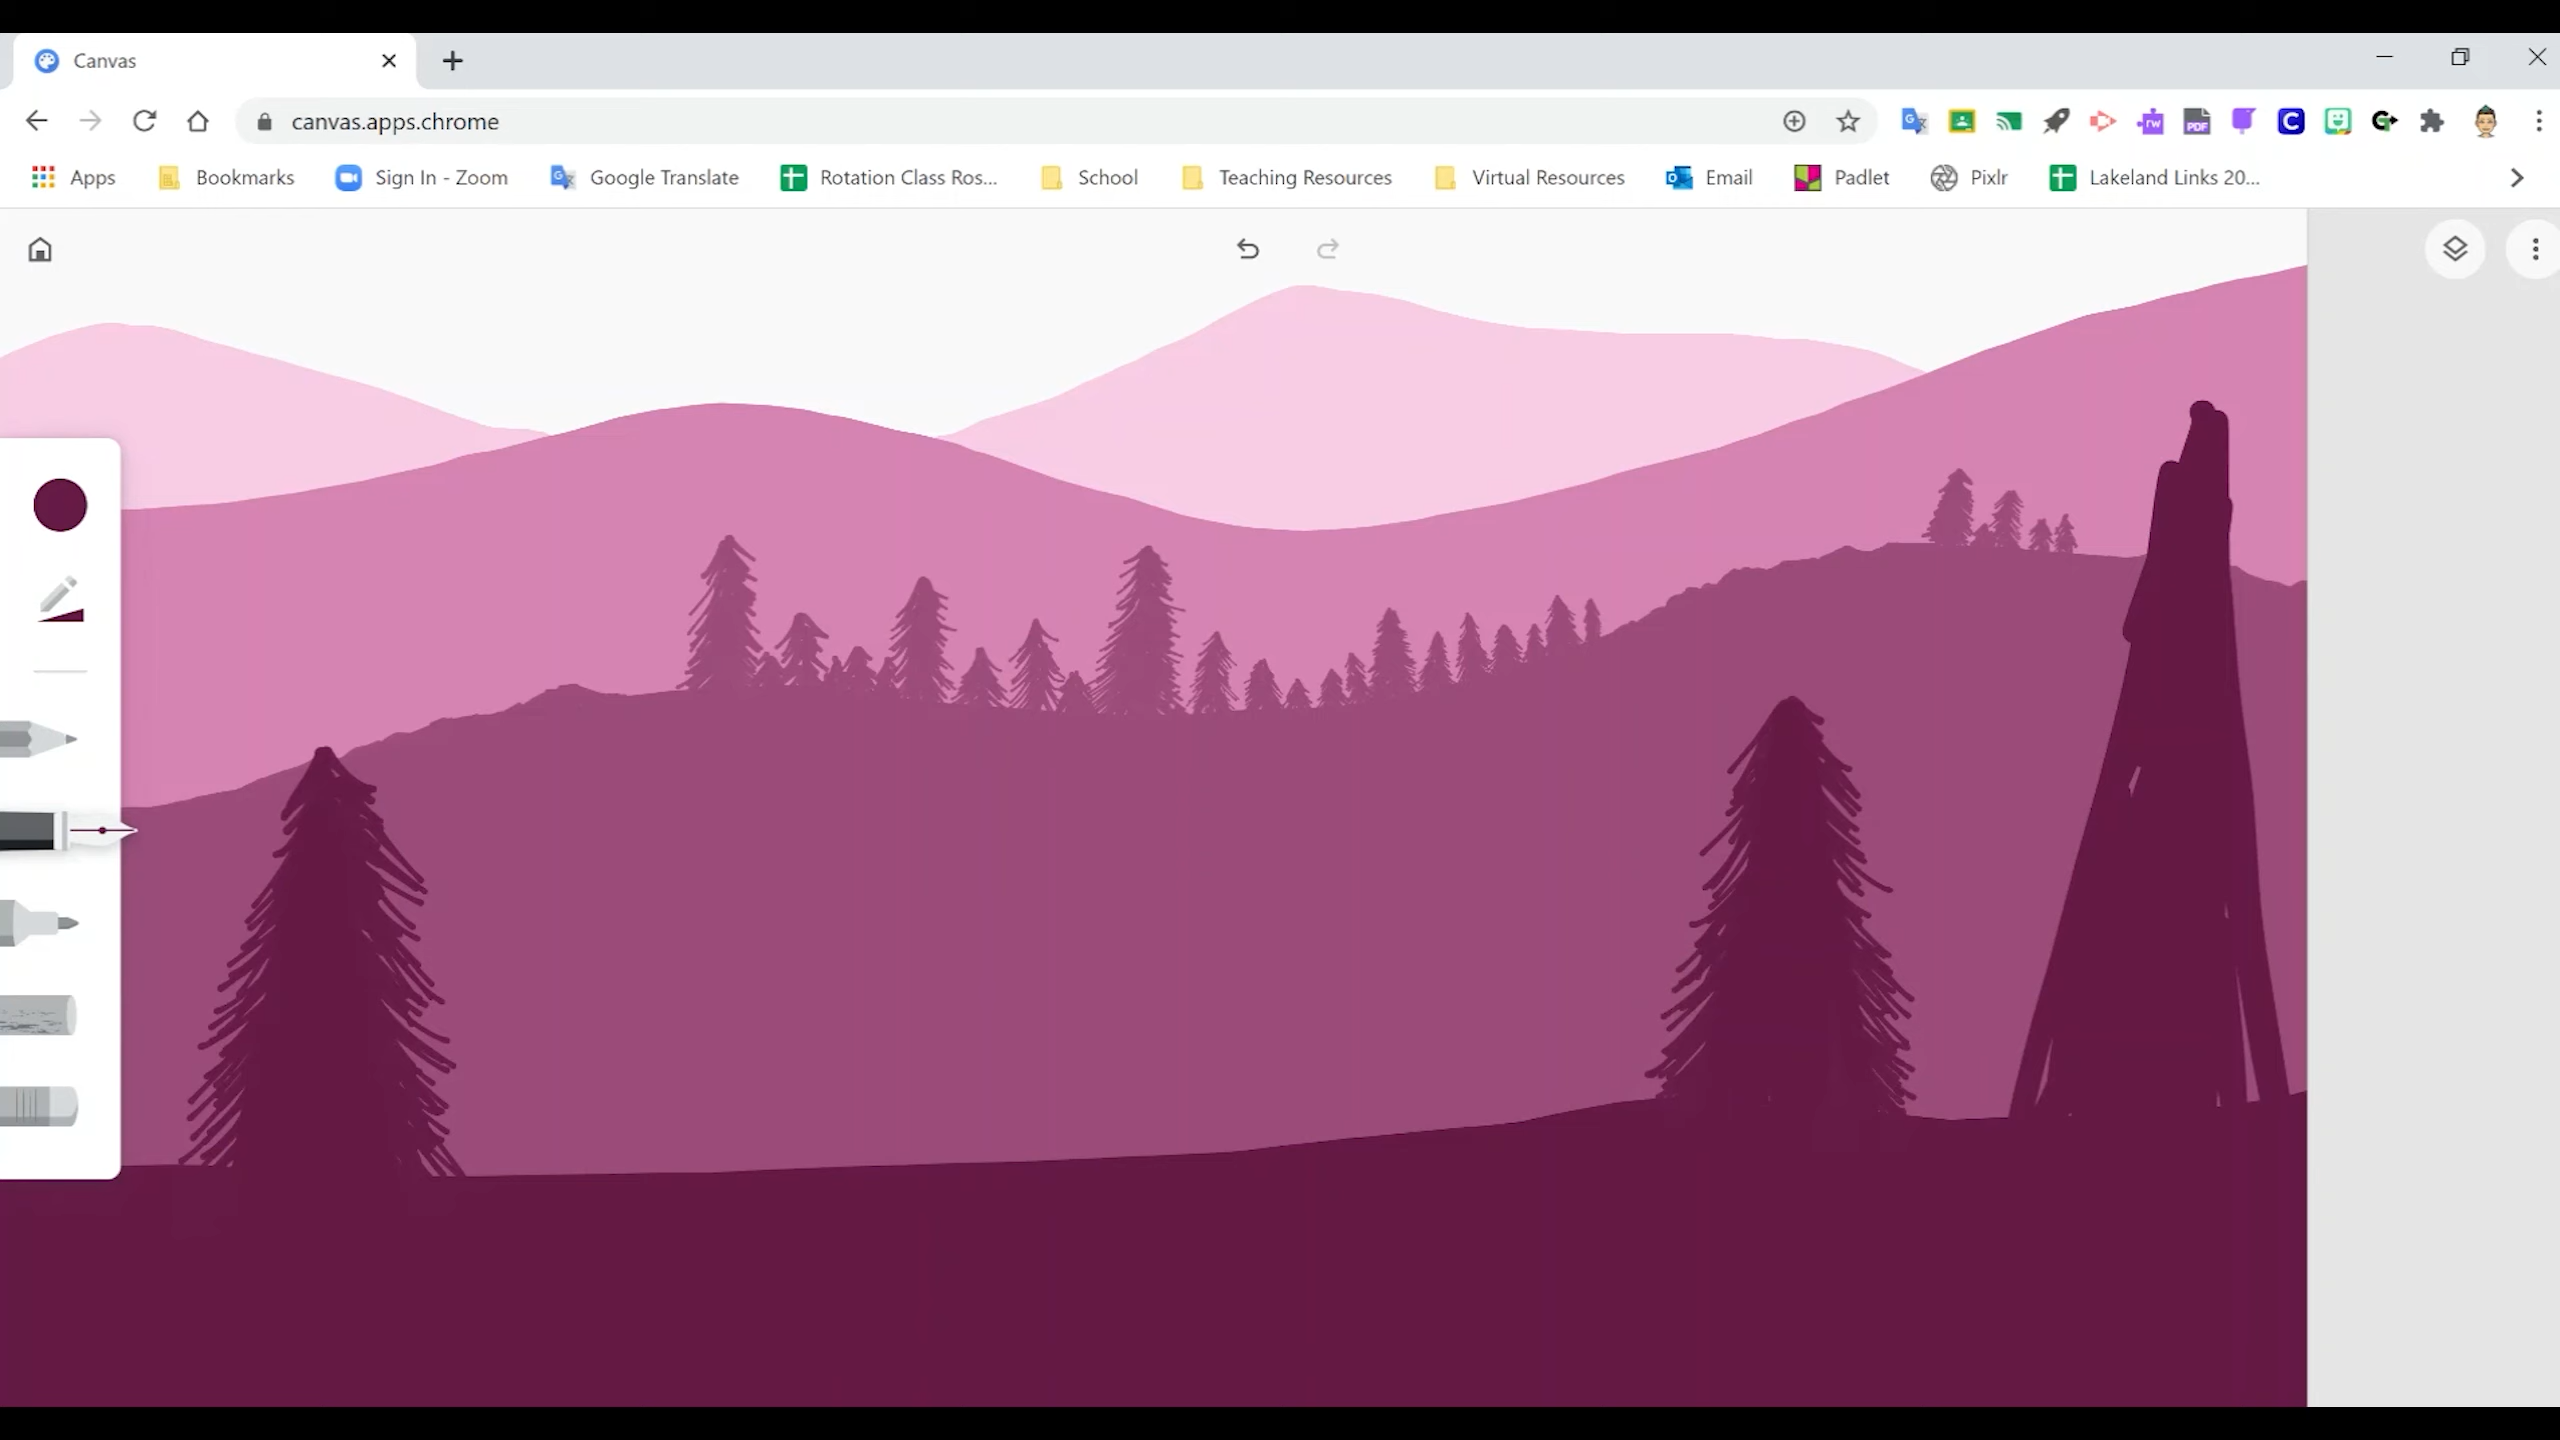 Canvas
canvas.apps.chrome
Apps Bookmarks Sign In - Zoom Google Translate Rotation Class Ros... School Teaching Resources Virtual Resources Email Padlet Pixlr Lakeland Links 20...